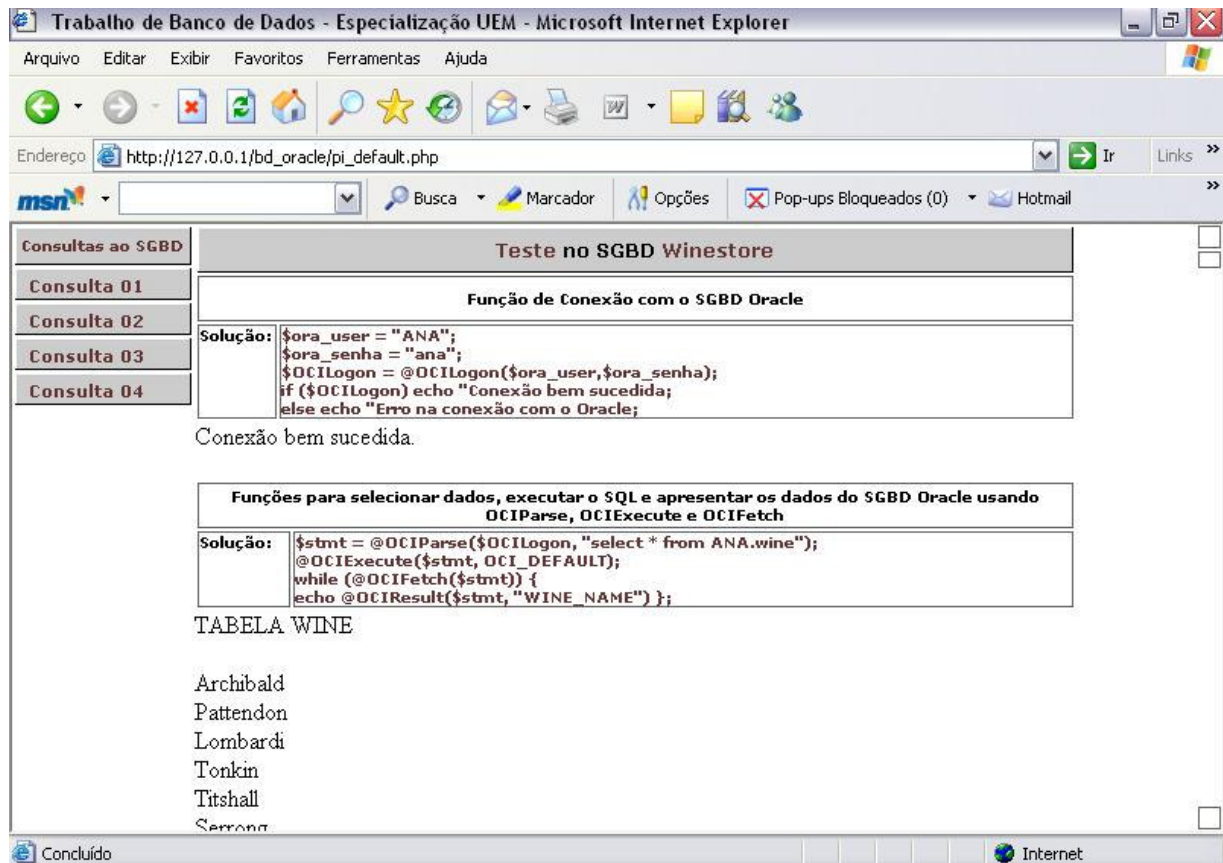 Trabalho de Banco de Dados - Especialização UEM - Microsoft Internet Explorer
Arquivo Editar Exibir Favoritos Ferramentas Ajuda
Endereço http://127.0.0.1/bd_oracle/pi_default.php Ir Links »
msn Busca Marcador Opções Pop-ups Bloqueados (0) Hotmail »
Consultas ao SGBD
Consulta 01
Consulta 02
Consulta 03
Consulta 04
Teste no SGBD Winestore
Função de Conexão com o SGBD Oracle
Solução:
$ora_user = "ANA";
$ora_senha = "ana";
$OCILogon = @OCILogon($ora_user,$ora_senha);
if ($OCILogon) echo "Conexão bem sucedida;
else echo "Erro na conexão com o Oracle;
Conexão bem sucedida.
Funções para selecionar dados, executar o SQL e apresentar os dados do SGBD Oracle usando
OCIParse, OCIExecute e OCIFetch
Solução:
$stmt = @OCIParse($OCILogon, "select * from ANA.wine");
@OCIExecute($stmt, OCI_DEFAULT);
while (@OCIFetch($stmt)) {
echo @OCIResult($stmt, "WINE_NAME") };
TABELA WINE
Archibald
Pattendon
Lombardi
Tonkin
Titshall
Serrong
Concluído Internet